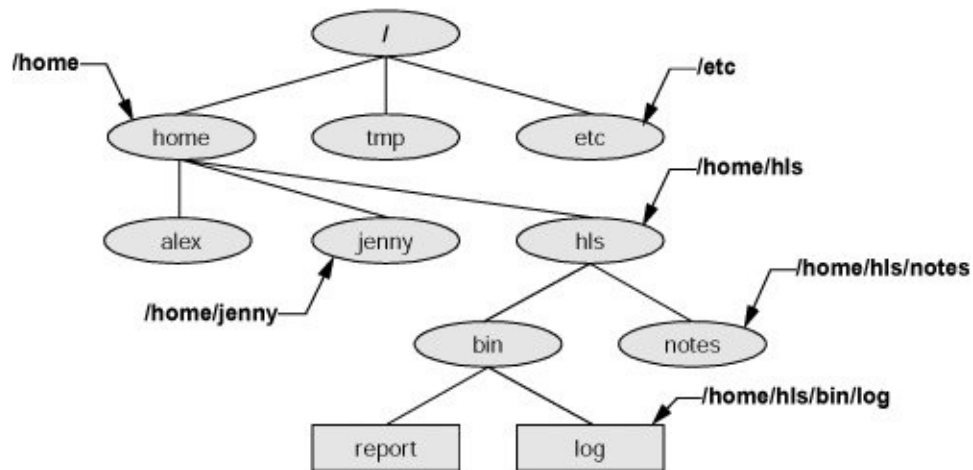 /
/home
/etc
home
tmp
etc
/home/hls
alex
jenny
hls
/home/hls/notes
/home/jenny
bin
notes
/home/hls/bin/log
report
log